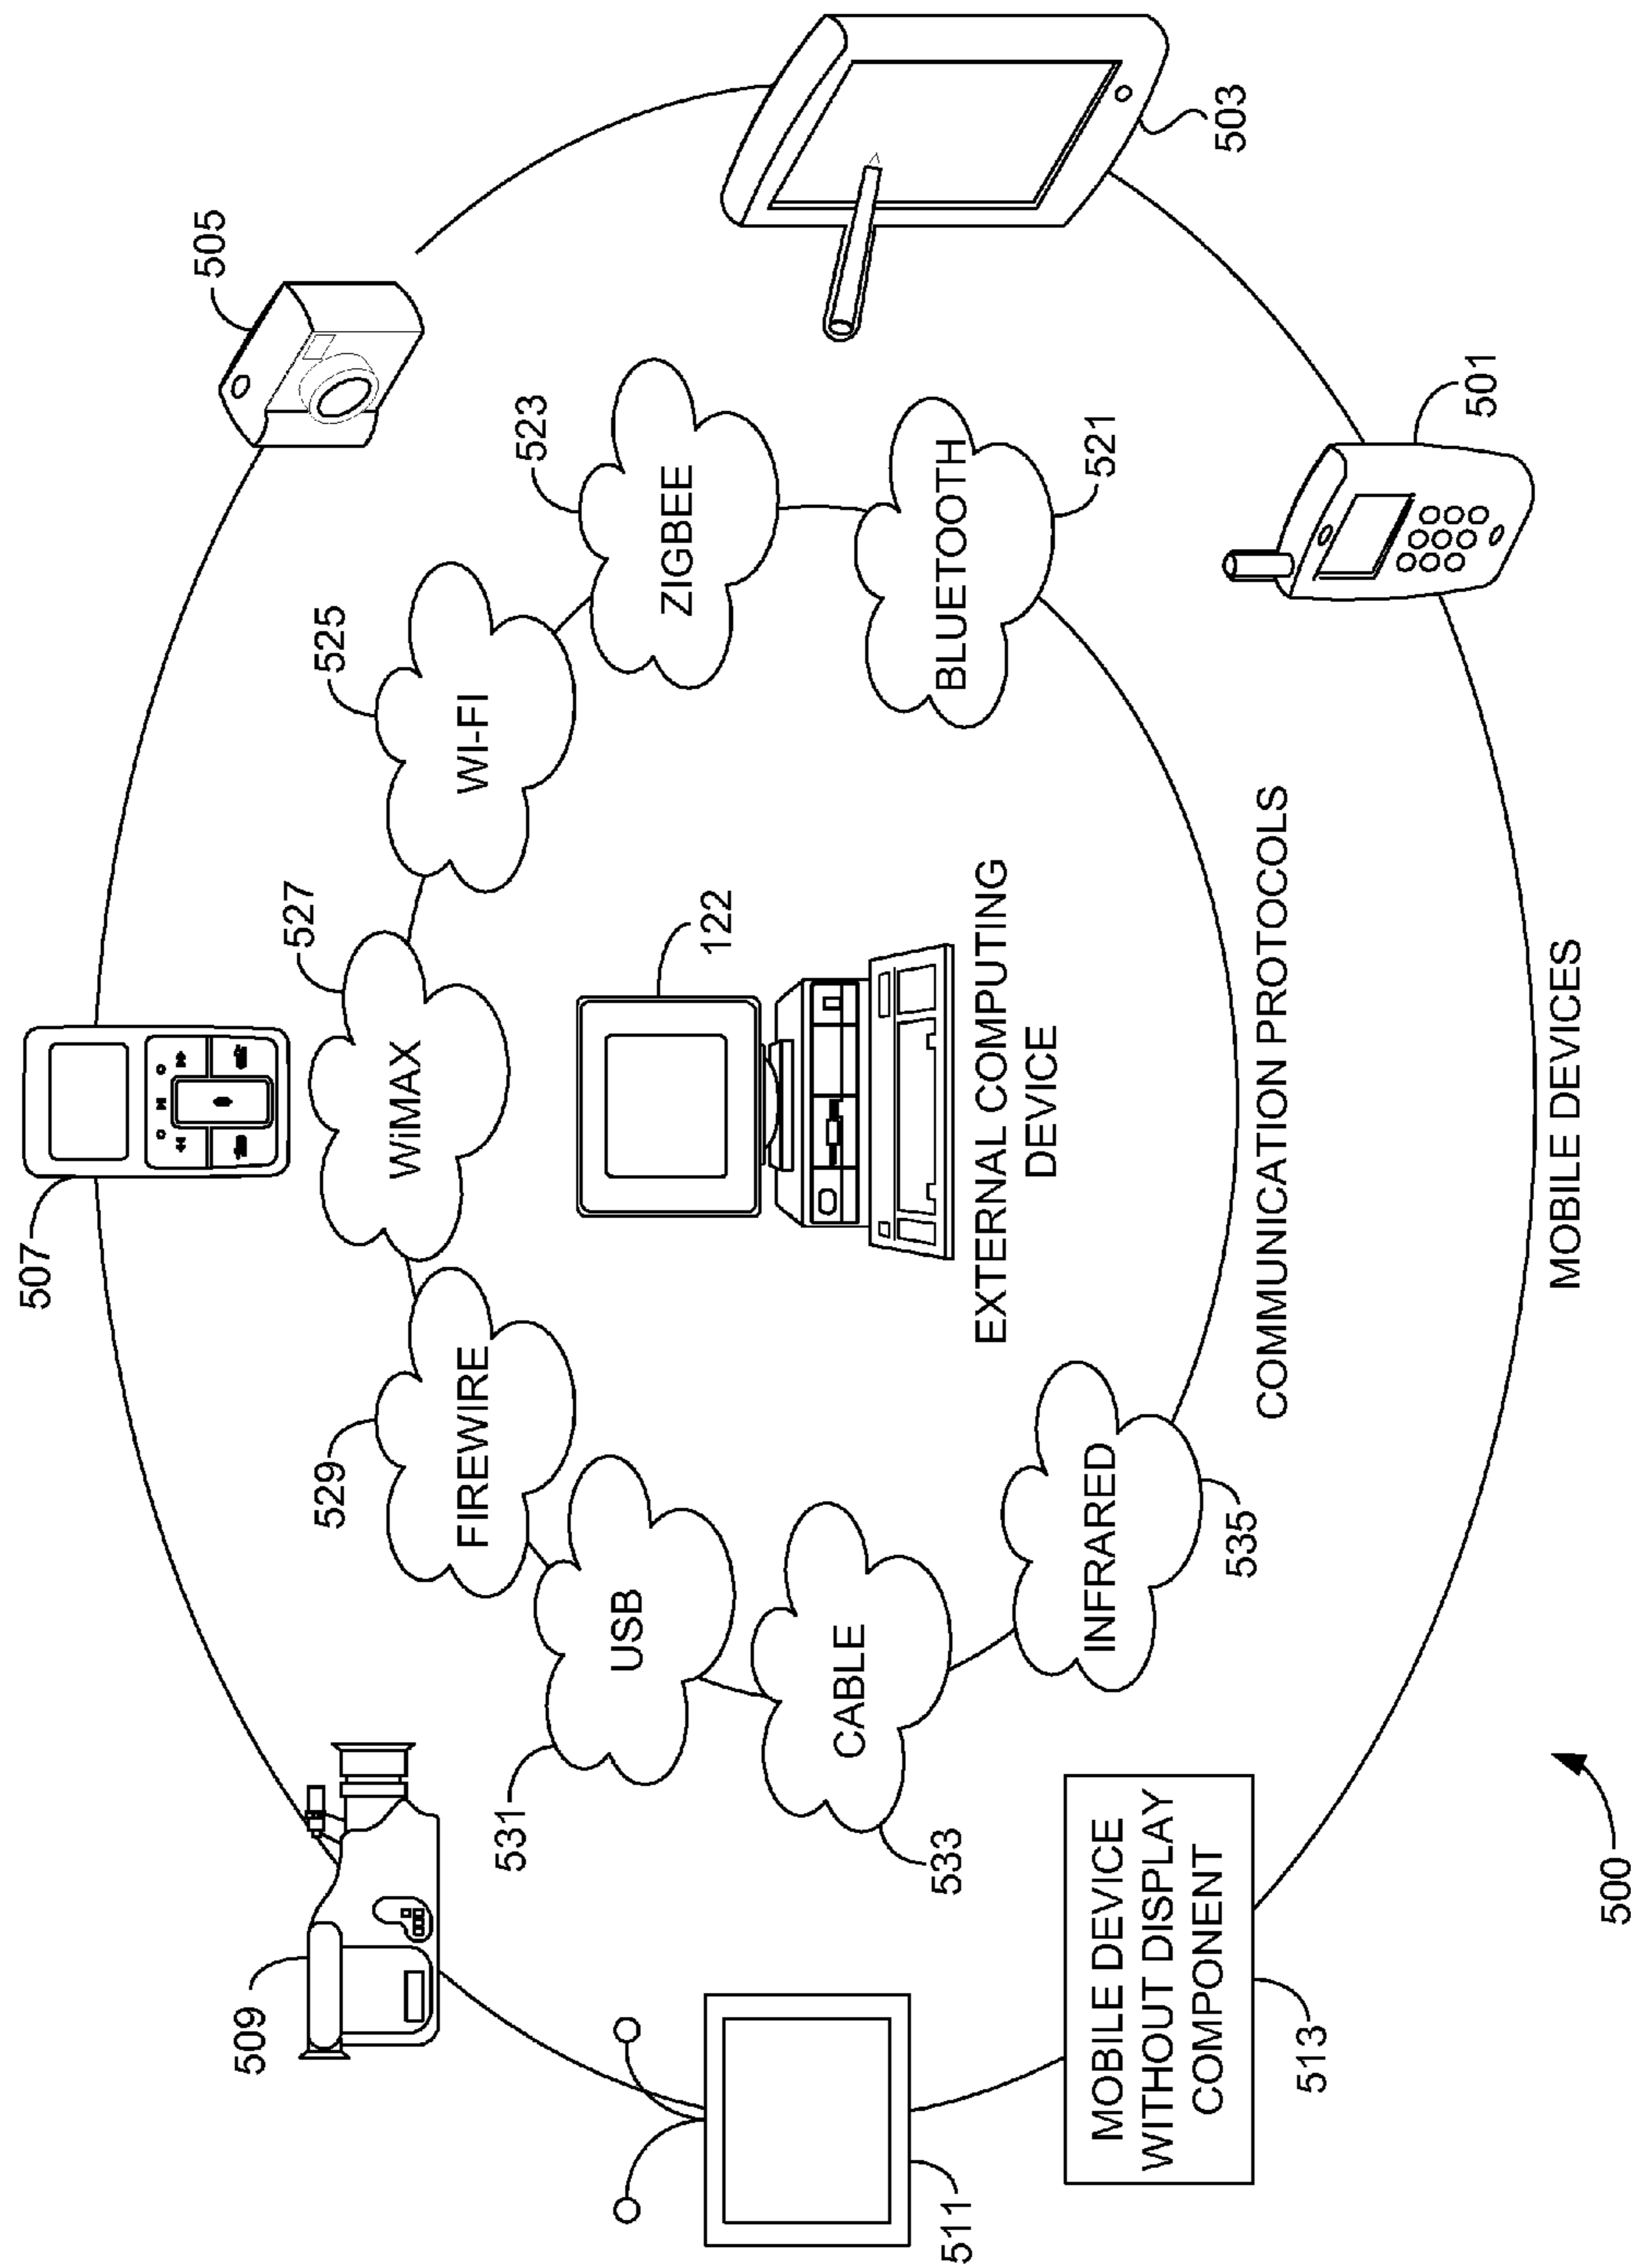 507
509
505
529
527
525
FIREWIRE
WiMAX
WI-FI
531
523
USB
122
ZIGBEE
511
533
CABLE
BLUETOOTH
503
EXTERNAL COMPUTING
DEVICE
521
513
MOBILE DEVICE
WITHOUT DISPLAY
COMPONENT
INFRARED
535
501
COMMUNICATION PROTOCOLS
MOBILE DEVICES
500